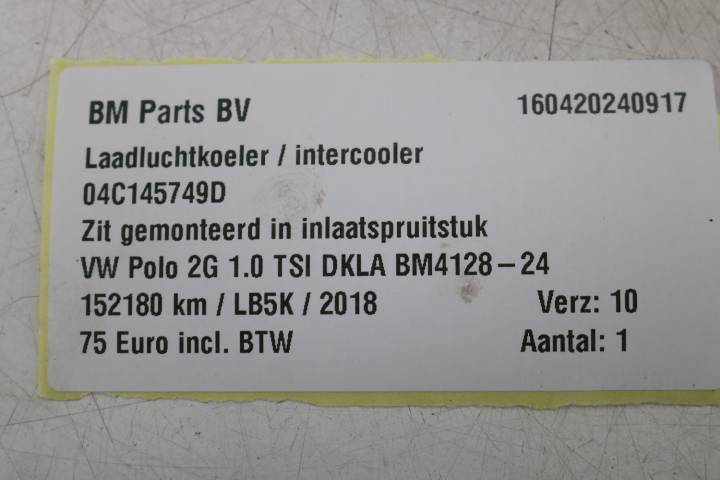 BM Parts BV 160420240917
Laadluchtkoeler / intercooler
04C145749D
Zit gemonteerd in inlaatspruitstuk
VW Polo 2G 1.0 TSI DKLA BM4128-24
152180 km / LB5K / 2018 Verz: 10
75 Euro incl. BTW Aantal: 1